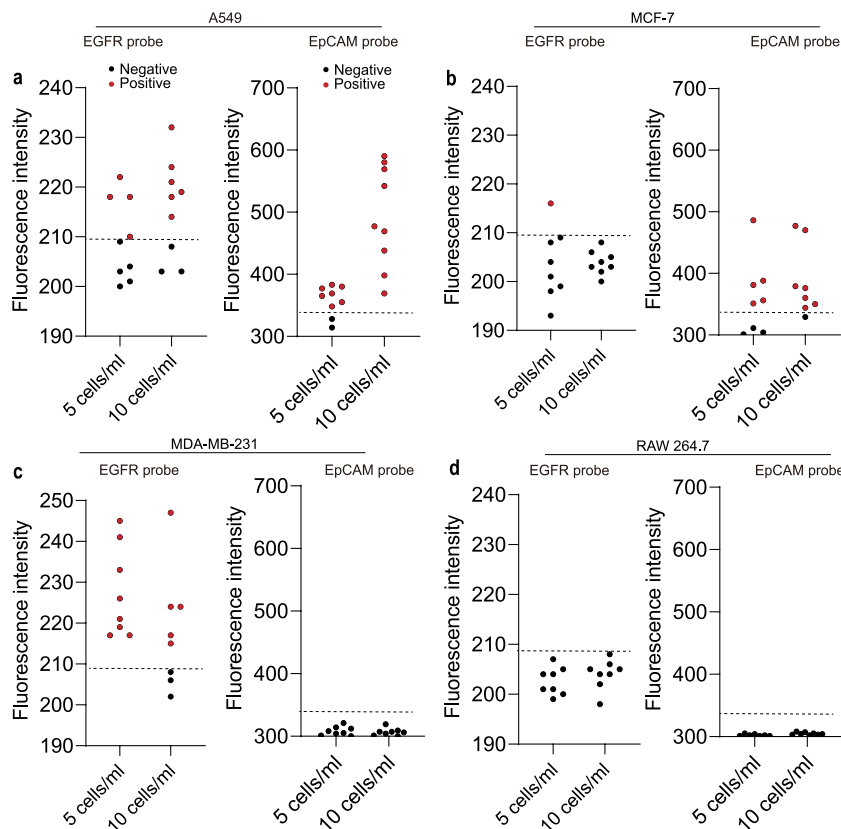 A549
EGFR probe
EpCAM probe
a
Negative
Positive
Negative
Positive
Fluorescence intensity
240
230
220
210
200
190
5 cells/ml
10 cells/ml
Fluorescence intensity
700
600
500
400
300
5 cells/ml
10 cells/ml
MCF-7
EGFR probe
EpCAM probe
b
Fluorescence intensity
240
230
220
210
200
190
5 cells/ml
10 cells/ml
Fluorescence intensity
700
600
500
400
300
5 cells/ml
10 cells/ml
MDA-MB-231
c
EGFR probe
EpCAM probe
Fluorescence intensity
250
240
230
220
210
200
190
5 cells/ml
10 cells/ml
Fluorescence intensity
700
600
500
400
300
5 cells/ml
10 cells/ml
RAW 264.7
d
EGFR probe
EpCAM probe
Fluorescence intensity
240
230
220
210
200
190
5 cells/ml
10 cells/ml
Fluorescence intensity
700
600
500
400
300
5 cells/ml
10 cells/ml